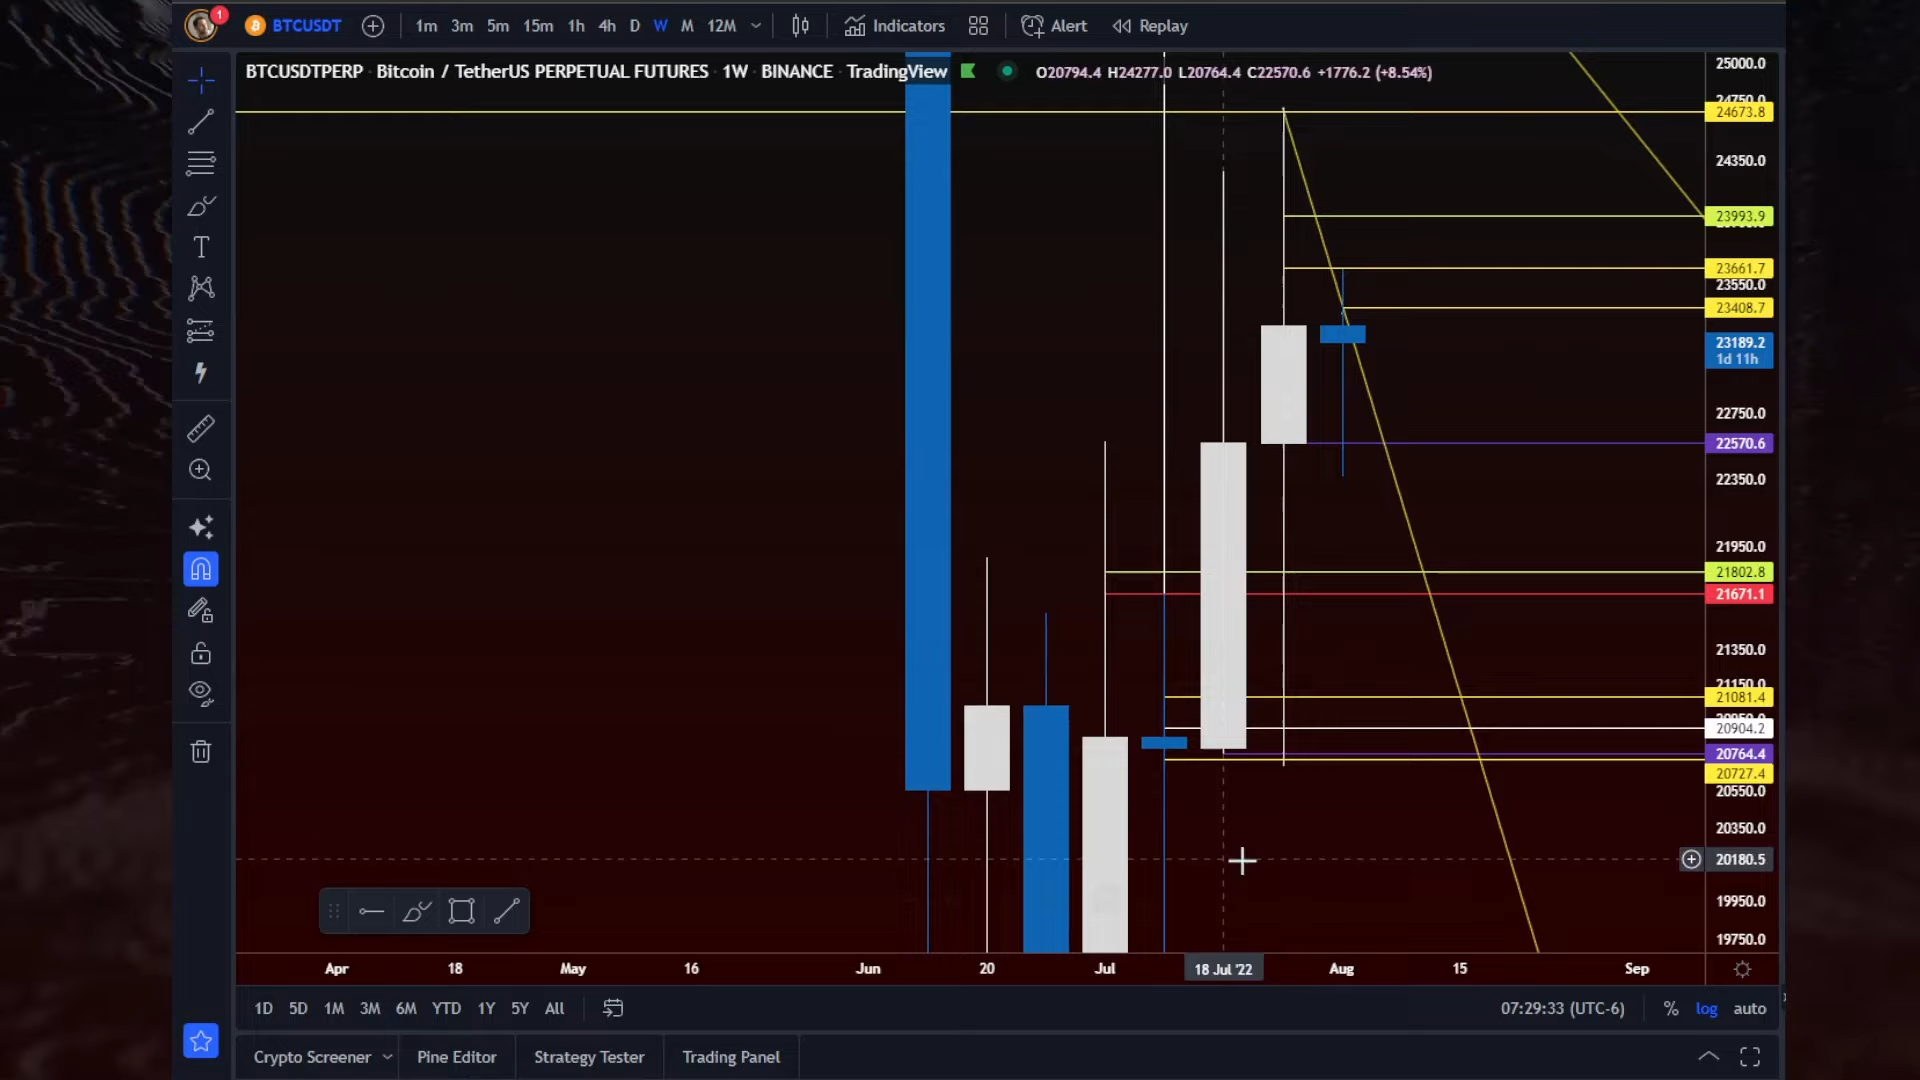 1
BTCUSDT
1m 3m 5m 15m 1h 4h D W M 12M
Indicators
Alert
Replay
BTCUSDTPERP · Bitcoin / TetherUS PERPETUAL FUTURES · 1W · BINANCE · TradingView
O20794.4 H24277.0 L20764.4 C22570.6 +1776.2 (+8.54%)
25000.0
24750.0
24673.8
24350.0
23993.9
23661.7
23550.0
23408.7
23189.2
1d 11h
22750.0
22570.6
22350.0
21950.0
21802.8
21671.1
21350.0
21150.0
21081.4
20904.2
20764.4
20727.4
20550.0
20350.0
20180.5
19950.0
19750.0
Apr 18 May 16 Jun 20 Jul 18 Jul '22 Aug 15 Sep
1D 5D 1M 3M 6M YTD 1Y 5Y All
07:29:33 (UTC-6) % log auto
Crypto Screener Pine Editor Strategy Tester Trading Panel